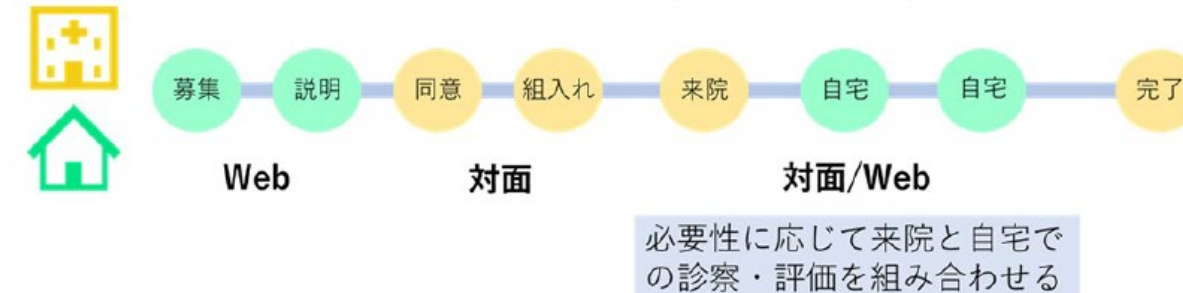 募集 説明 同意 組入れ 来院 自宅 自宅 完了
Web 対面 対面/Web
必要性に応じて来院と自宅で
の診察・評価を組み合わせる